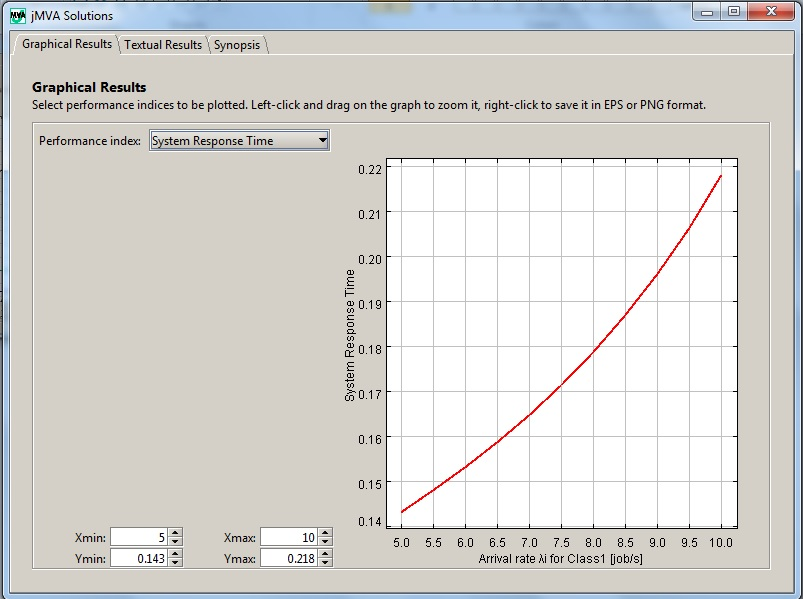 jMVA Solutions
Graphical Results Textual Results Synopsis
Graphical Results
Select performance indices to be plotted. Left-click and drag on the graph to zoom it, right-click to save it in EPS or PNG format.
Performance index: System Response Time
0.22
0.21
0.20
0.19
0.18
0.17
0.16
0.15
0.14
System Response Time
5.0 5.5 6.0 6.5 7.0 7.5 8.0 8.5 9.0 9.5 10.0
Arrival rate λi for Class1 [job/s]
Xmin: 5 Xmax: 10
Ymin: 0.143 Ymax: 0.218